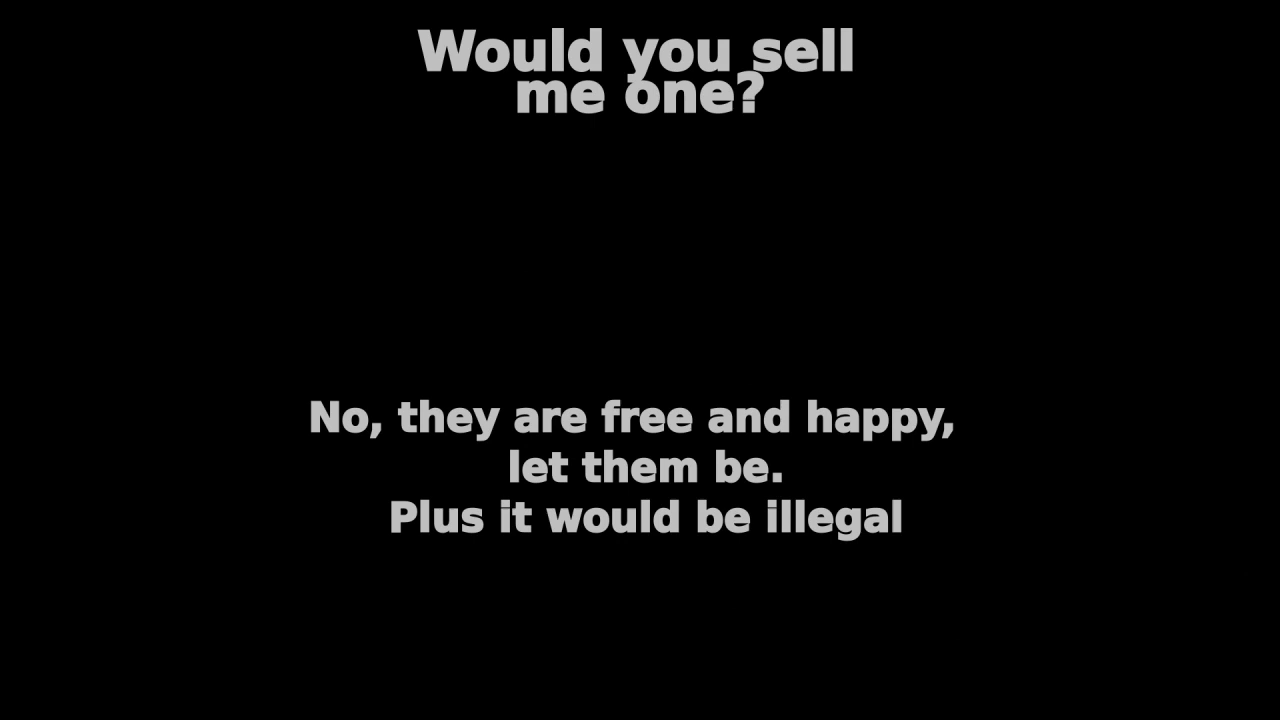 Would you sell
me one?
No, they are free and happy,
let them be.
Plus it would be illegal